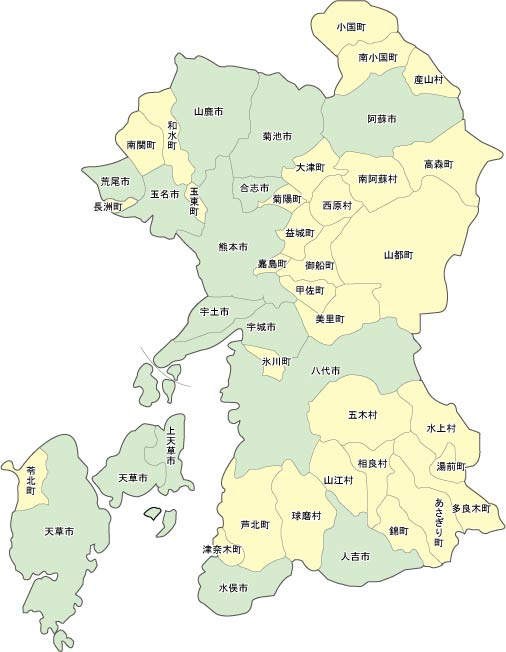 小国町
南小国町
産山村
山鹿市
菊池市
阿蘇市
和水町
南関町
大津町
高森町
荒尾市
玉名市
玉東町
合志市
菊陽町
南阿蘇村
長洲町
西原村
益城町
熊本市
嘉島町
御船町
山都町
甲佐町
宇土市
宇城市
美里町
氷川町
八代市
五木村
水上村
上天草市
苓北町
天草市
相良村
湯前町
山江村
あさぎり町
多良木町
天草市
芦北町
球磨村
錦町
津奈木町
人吉市
水俣市